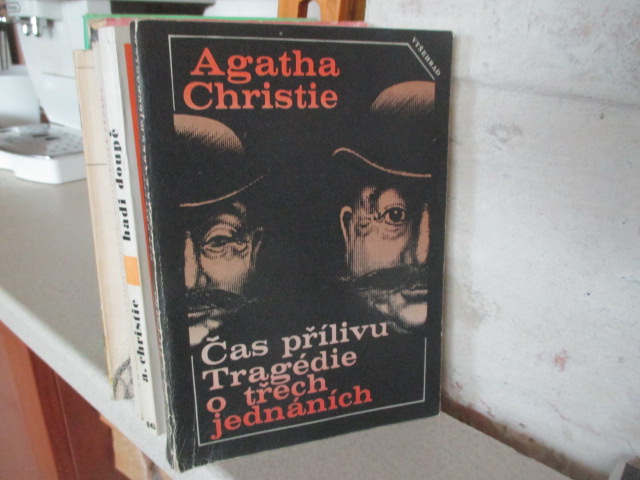 VYŠEHRAD
Agatha
Christie
Čas přílivu
Tragédie
o třech
jednáních
a. christie hadí doupě